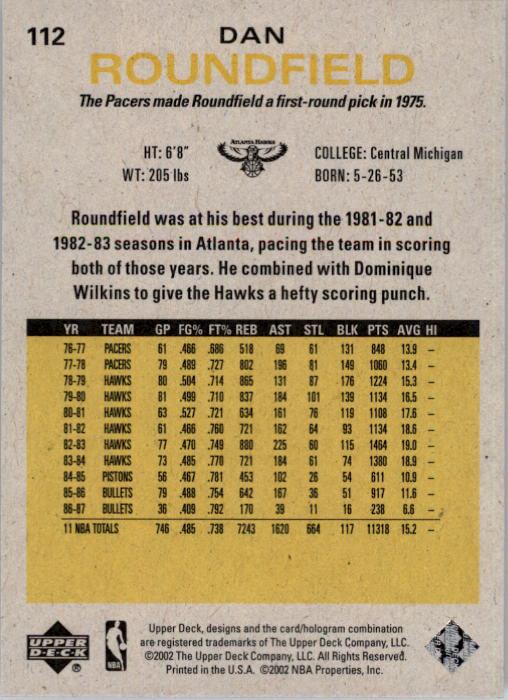 112
DAN
ROUNDFIELD
The Pacers made Roundfield a first-round pick in 1975.
HT: 6'8"
WT: 205 lbs
ATLANTA HAWKS
COLLEGE: Central Michigan
BORN: 5-26-53
Roundfield was at his best during the 1981-82 and
1982-83 seasons in Atlanta, pacing the team in scoring
both of those years. He combined with Dominique
Wilkins to give the Hawks a hefty scoring punch.
YR TEAM GP FG% FT% REB AST STL BLK PTS AVG HI
76-77 PACERS 61 .466 .686 518 69 61 131 848 13.9 –
77-78 PACERS 79 .489 .727 802 196 81 149 1060 13.4 –
78-79 HAWKS 80 .504 .714 865 131 87 176 1224 15.3 –
79-80 HAWKS 81 .499 .710 837 184 101 139 1134 16.5 –
80-81 HAWKS 63 .527 .721 634 161 76 119 1108 17.6 –
81-82 HAWKS 61 .466 .760 721 162 64 93 1134 18.6 –
82-83 HAWKS 77 .470 .749 880 225 60 115 1464 19.0 –
83-84 HAWKS 73 .485 .770 721 184 61 74 1380 18.9 –
84-85 PISTONS 56 .467 .781 453 102 26 54 611 10.9 –
85-86 BULLETS 79 .488 .754 642 167 36 51 917 11.6 –
86-87 BULLETS 36 .409 .792 170 39 11 16 238 6.6 –
11 NBA TOTALS 746 .485 .738 7243 1620 664 117 11318 15.2 –
UPPER DECK ®
NBA
Upper Deck, designs and the card/hologram combination
are registered trademarks of The Upper Deck Company, LLC.
©2002 The Upper Deck Company, LLC. All Rights Reserved.
Printed in the U.S.A. ©2002 NBA Properties, Inc.